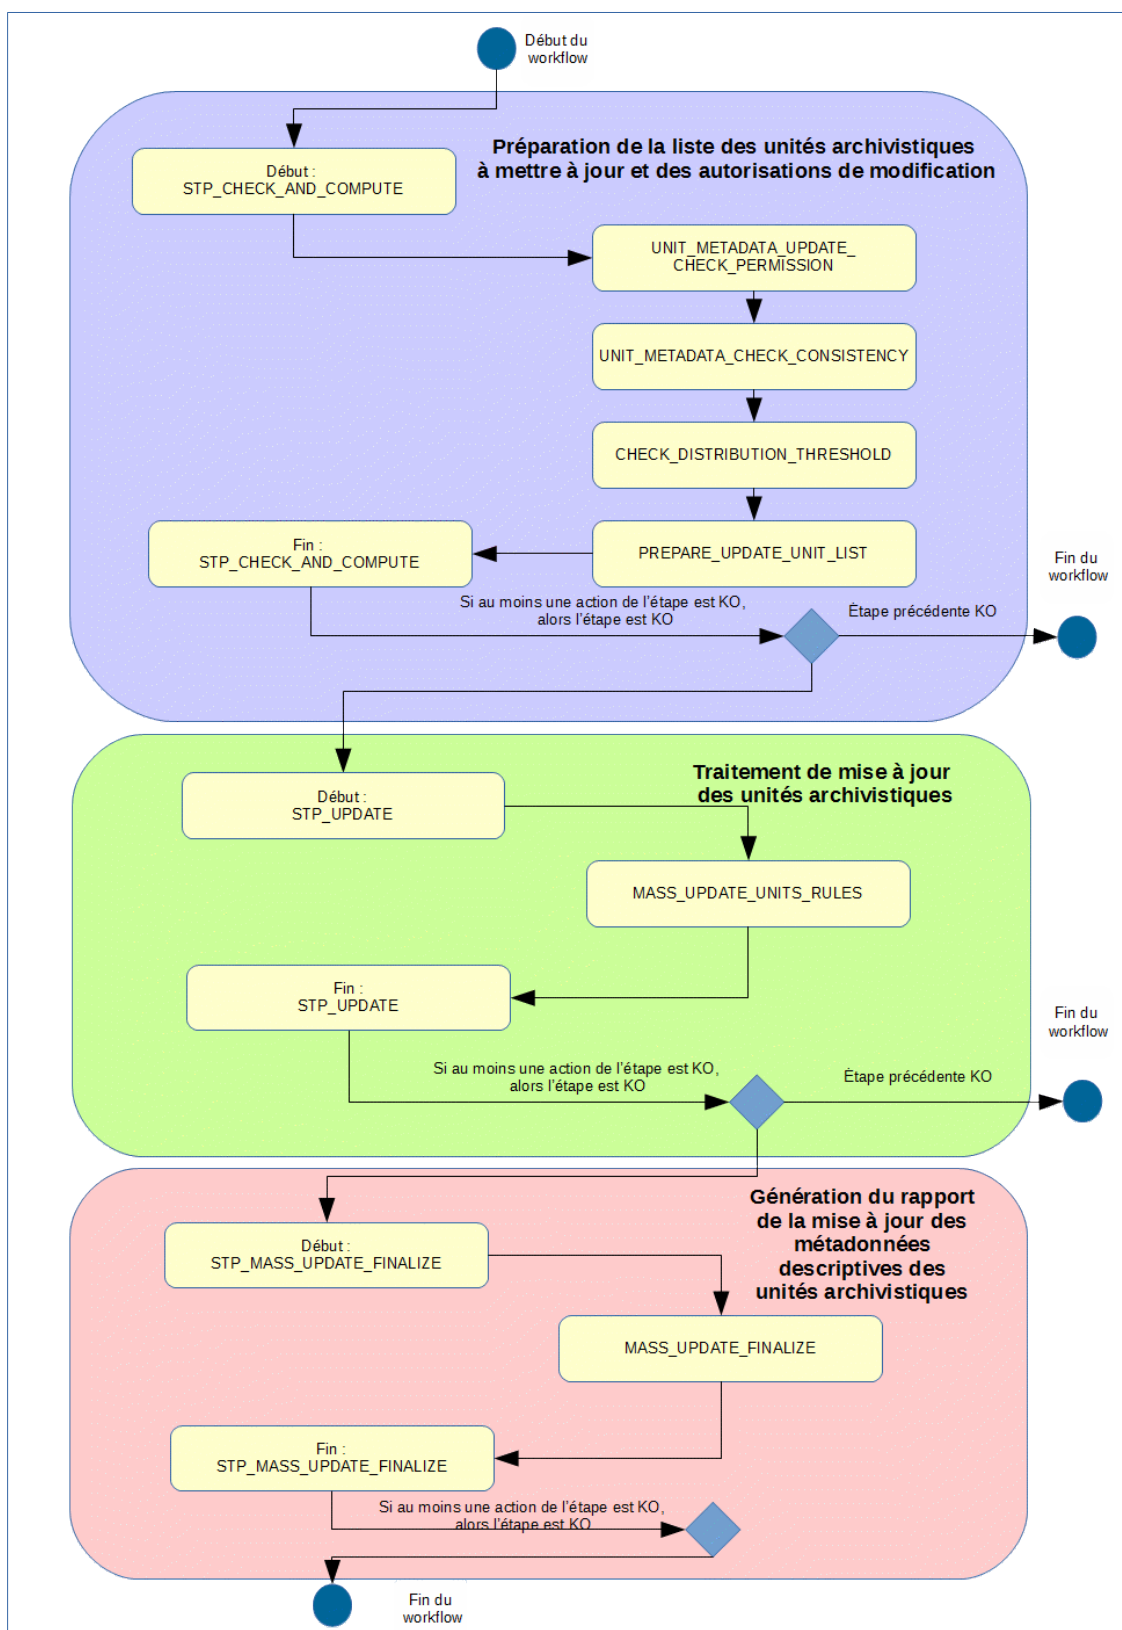 Début du
workflow
Préparation de la liste des unités archivistiques
à mettre à jour et des autorisations de modification
Début :
STP_CHECK_AND_COMPUTE
UNIT_METADATA_UPDATE_
CHECK_PERMISSION
UNIT_METADATA_CHECK_CONSISTENCY
CHECK_DISTRIBUTION_THRESHOLD
PREPARE_UPDATE_UNIT_LIST
Fin :
STP_CHECK_AND_COMPUTE
Fin du
workflow
Si au moins une action de l'étape est KO,
alors l'étape est KO
Étape précédente KO
Traitement de mise à jour
des unités archivistiques
Début :
STP_UPDATE
MASS_UPDATE_UNITS_RULES
Fin :
STP_UPDATE
Fin du
workflow
Si au moins une action de l'étape est KO,
alors l'étape est KO
Étape précédente KO
Génération du rapport
de la mise à jour des
métadonnées
descriptives des
unités archivistiques
Début :
STP_MASS_UPDATE_FINALIZE
MASS_UPDATE_FINALIZE
Fin :
STP_MASS_UPDATE_FINALIZE
Si au moins une action de l'étape est KO,
alors l'étape est KO
Fin du
workflow